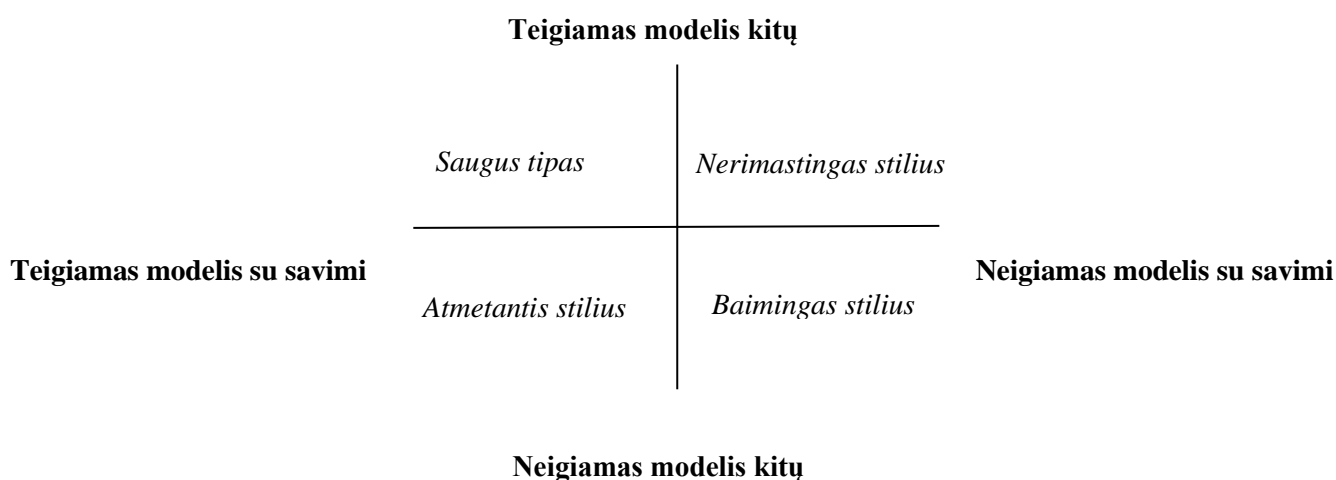 Teigiamas modelis kitų
Saugus tipas
Nerimastingas stilius
Teigiamas modelis su savimi
Neigiamas modelis su savimi
Atmetantis stilius
Baimingas stilius
Neigiamas modelis kitų